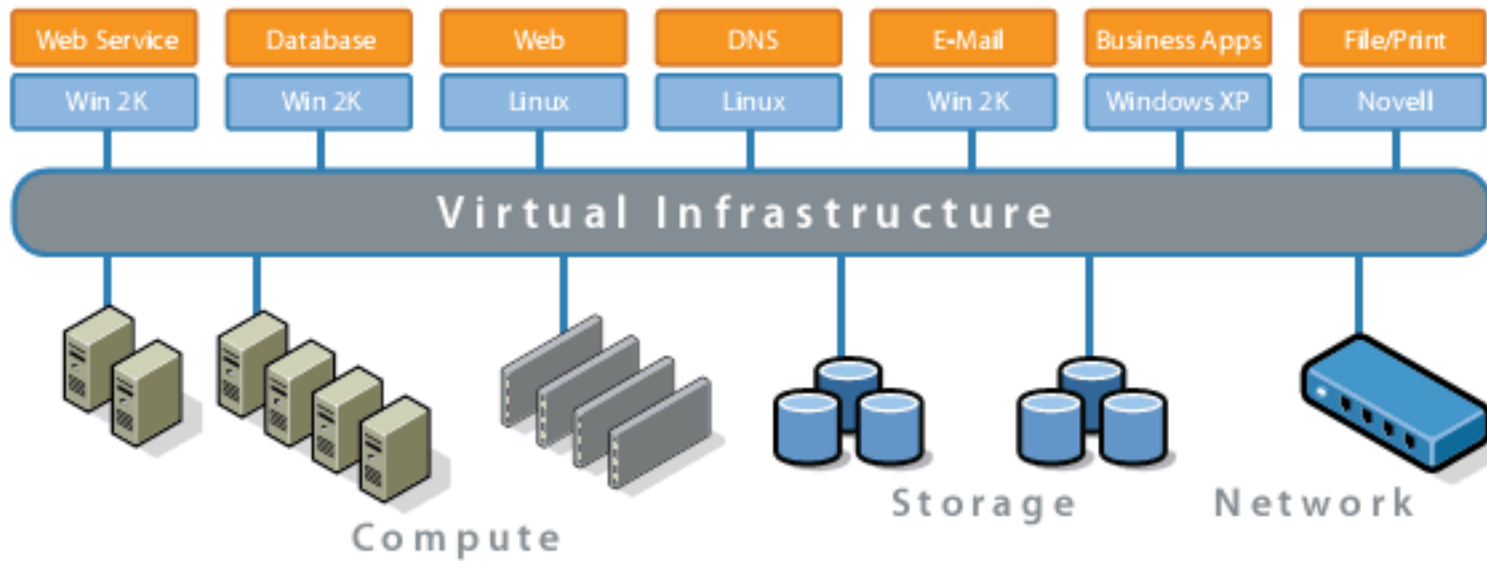 Web Service
Database
Web
DNS
E-Mail
Business Apps
File/Print
Win 2K
Win 2K
Linux
Linux
Win 2K
Windows XP
Novell
Virtual Infrastructure
Storage
Network
Compute